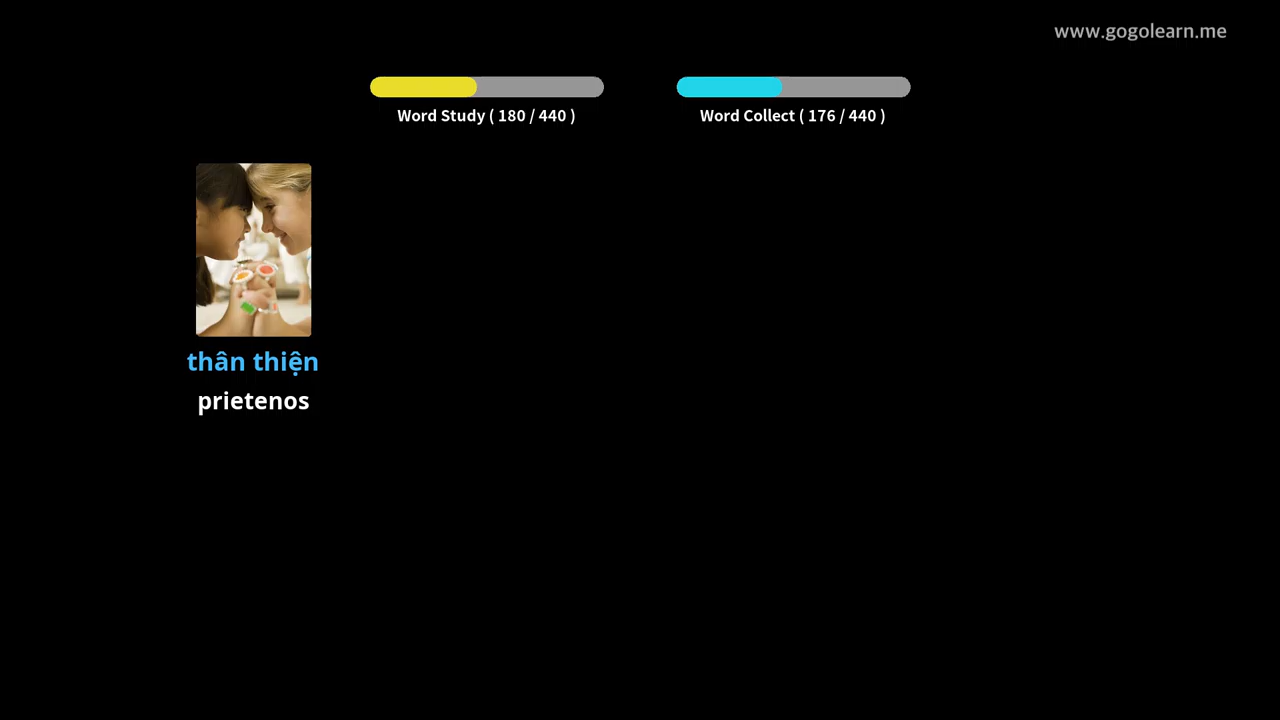 www.gogolearn.me
Word Study ( 180 / 440 )
Word Collect ( 176 / 440 )
thân thiện
prietenos